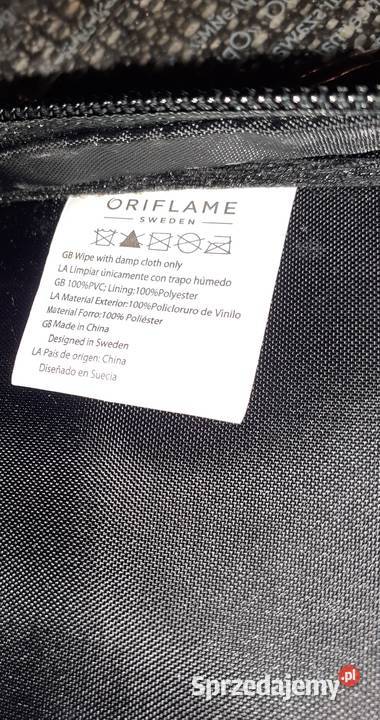 ORIFLAME
SWEDEN
GB Wipe with damp cloth only
LA Limpiar únicamente con trapo húmedo
GB 100%PVC; Lining:100%Polyester
LA Material Exterior:100%Policloruro de Vinilo
Material Forro:100% Poliéster
GB Made in China
Designed in Sweden
LA País de origen: China
Diseñado en Suecia
Sprzedajemy.pl